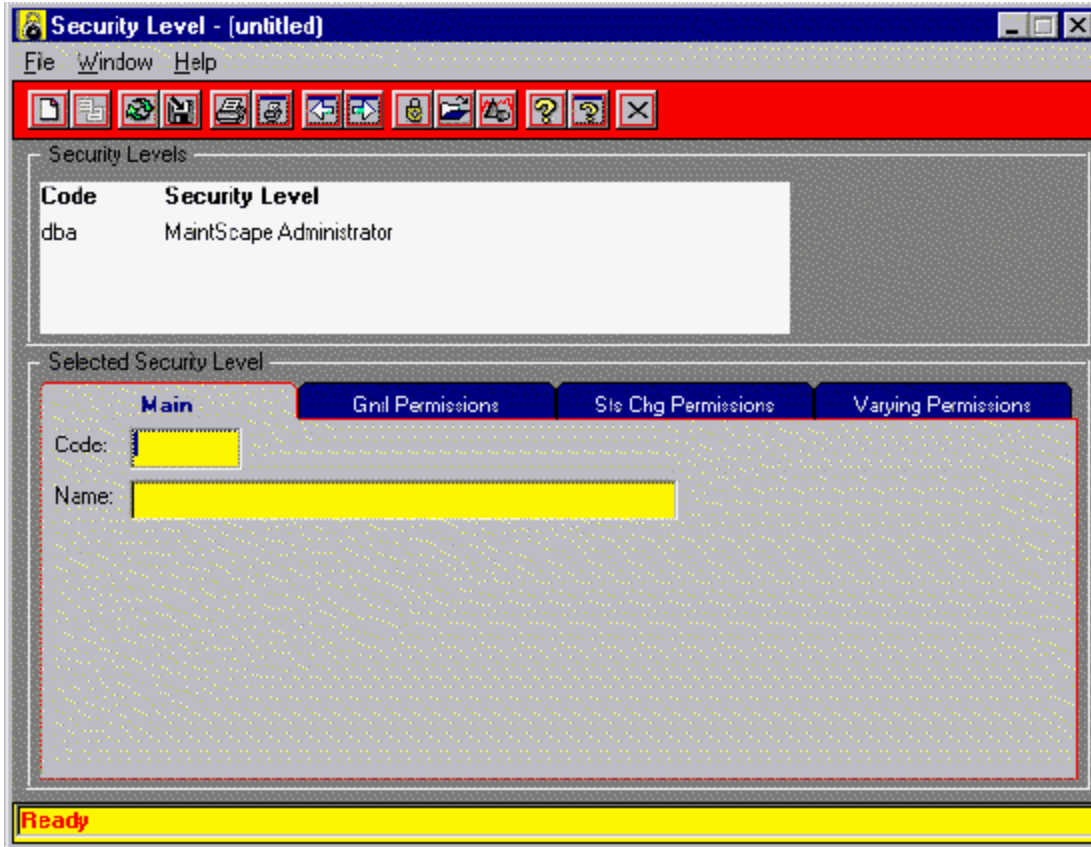 Security Level - (untitled)
File Window Help
Security Levels
Code Security Level
dba MaintScape Administrator
Selected Security Level
Main Gnrl Permissions Sts Chg Permissions Varying Permissions
Code:
Name:
Ready